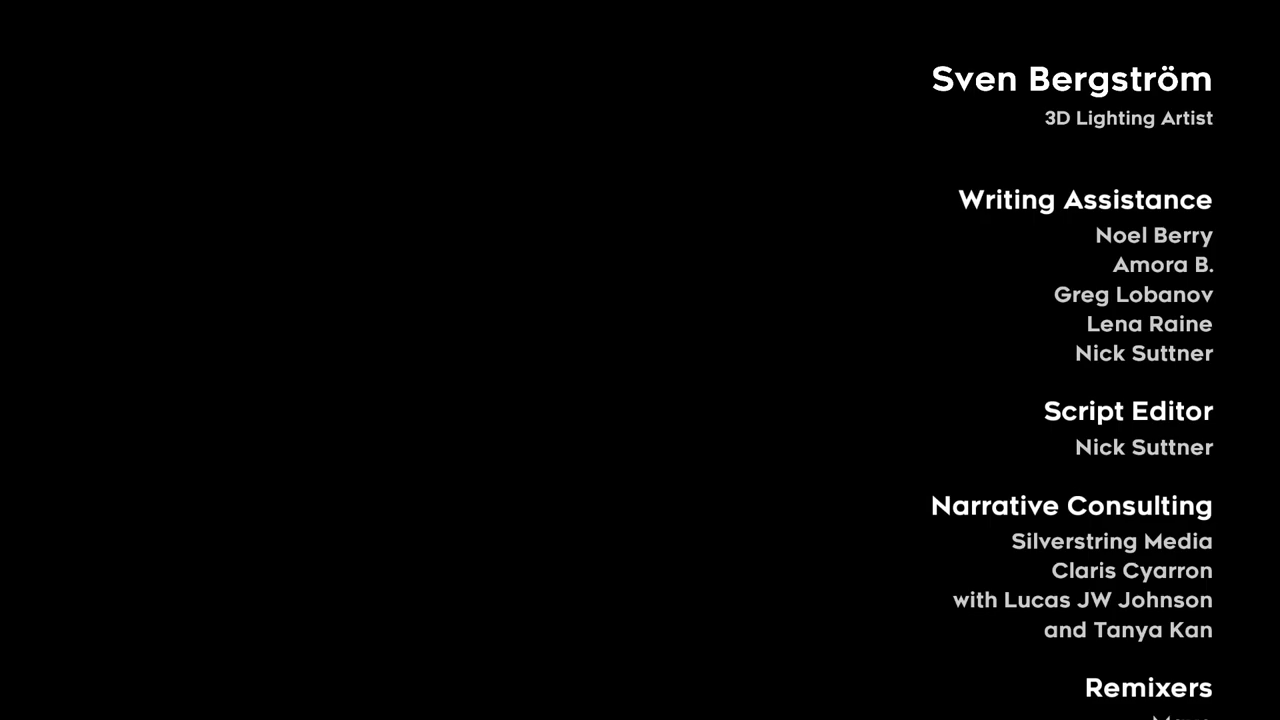 Sven Bergström
3D Lighting Artist
Writing Assistance
Noel Berry
Amora B.
Greg Lobanov
Lena Raine
Nick Suttner
Script Editor
Nick Suttner
Narrative Consulting
Silverstring Media
Claris Cyarron
with Lucas JW Johnson
and Tanya Kan
Remixers